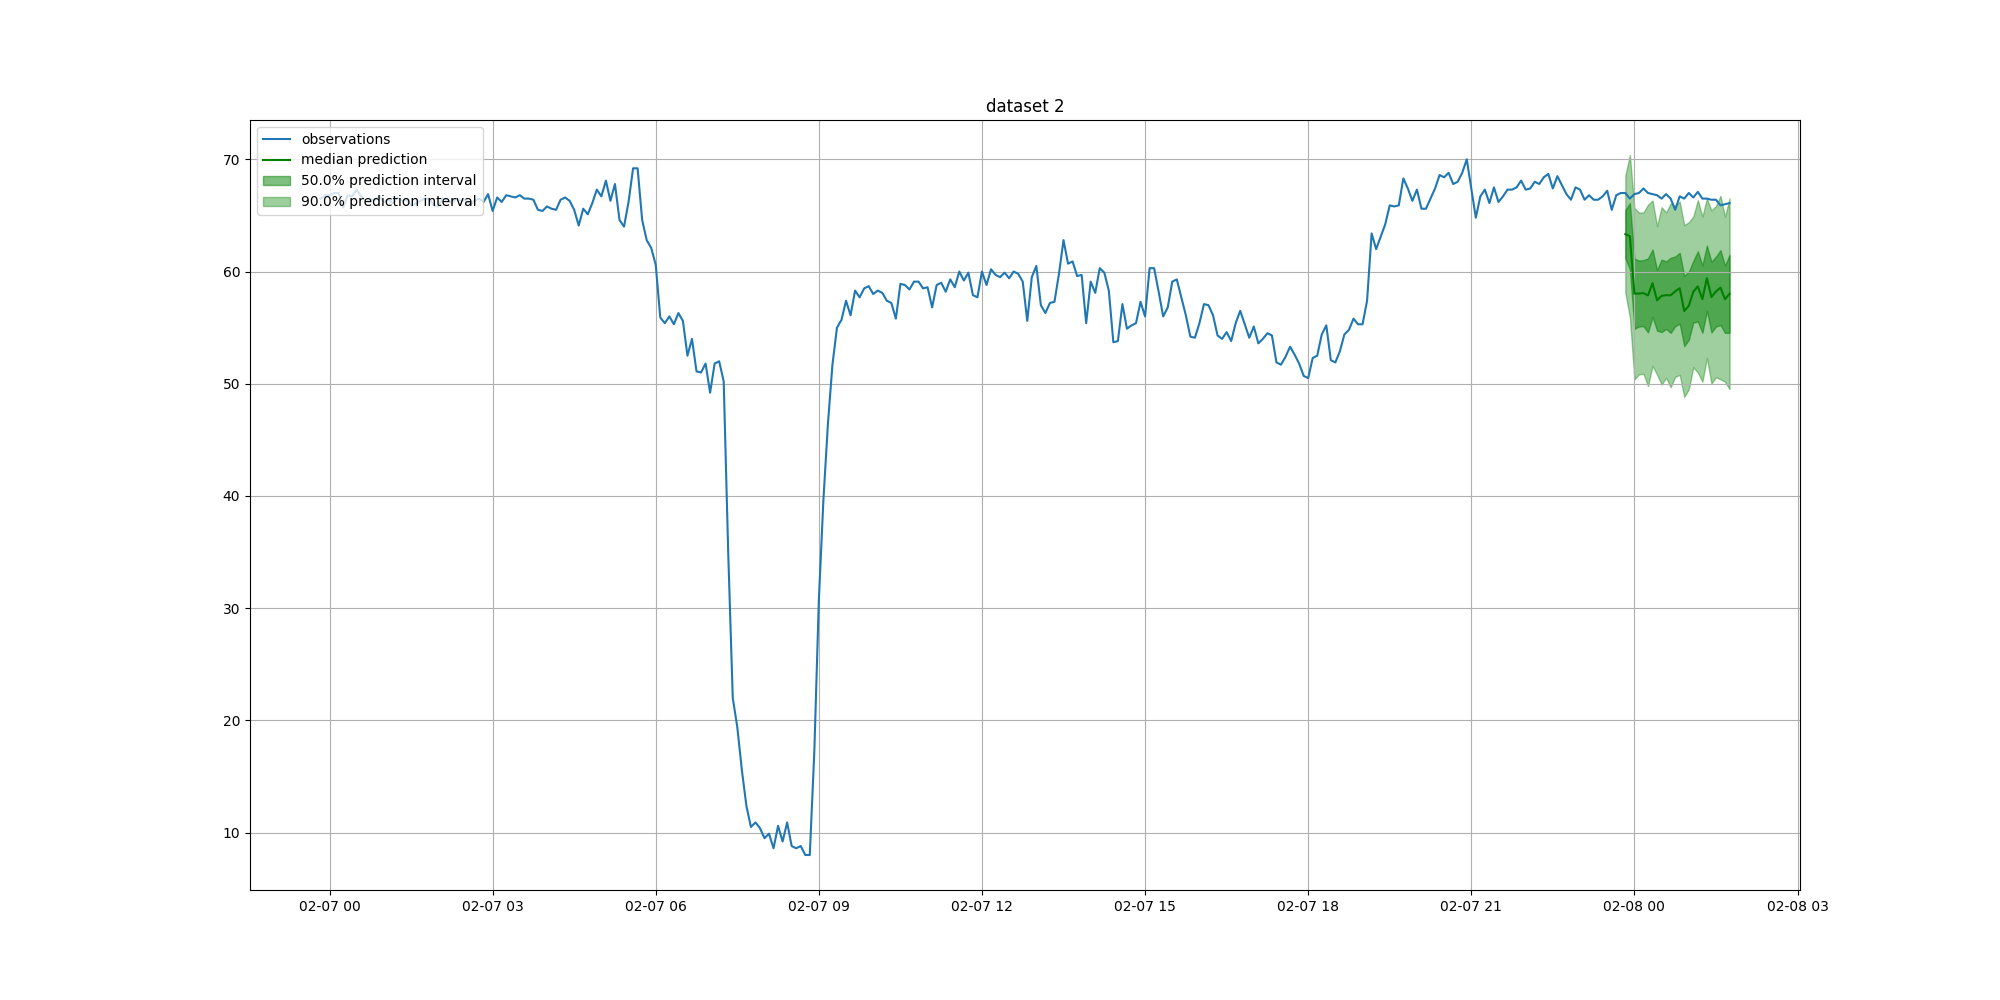 dataset 2
observations
median prediction
50.0% prediction interval
90.0% prediction interval
70
60
50
40
30
20
10
02-07 00 02-07 03 02-07 06 02-07 09 02-07 12 02-07 15 02-07 18 02-07 21 02-08 00 02-08 03